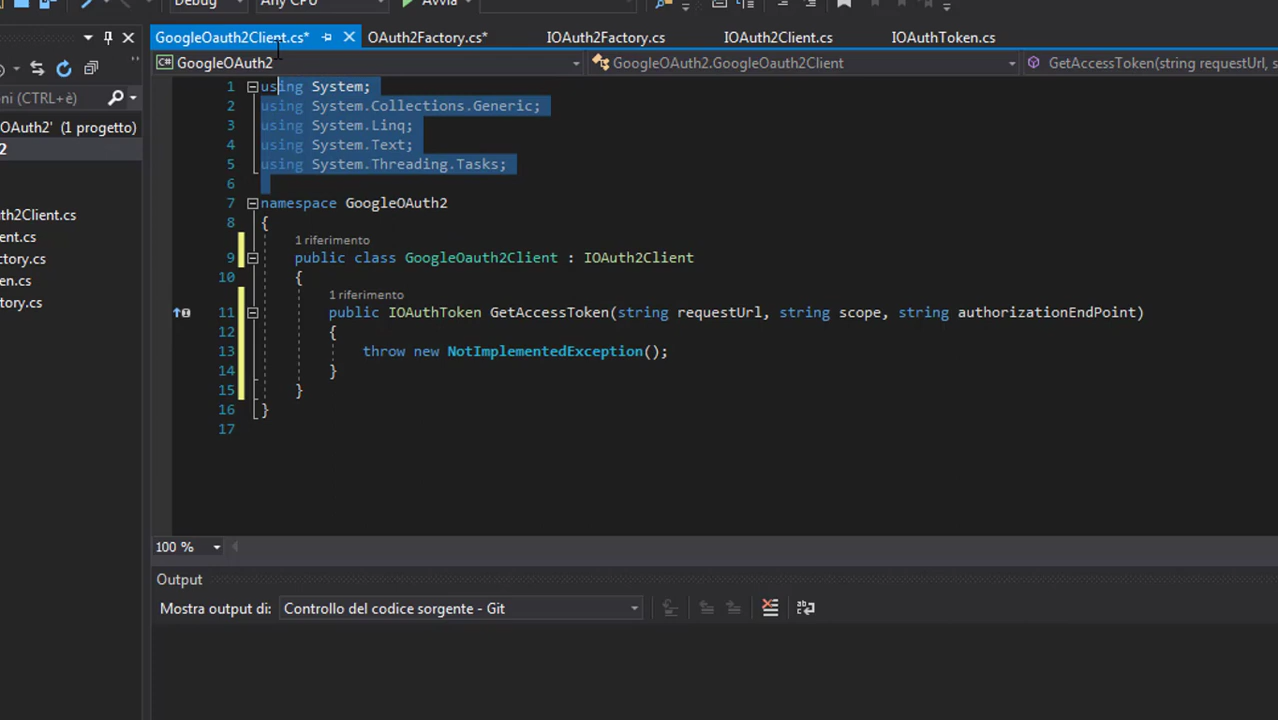 Debug Any CPU Avvia
GoogleOauth2Client.cs* OAuth2Factory.cs* IOAuth2Factory.cs IOAuth2Client.cs IOAuthToken.cs
C# GoogleOAuth2 GoogleOAuth2.GoogleOauth2Client GetAccessToken(string requestUrl, s
oni (CTRL+è)
IOAuth2' (1 progetto)
2
th2Client.cs
ent.cs
ctory.cs
en.cs
tory.cs
1 using System;
2 using System.Collections.Generic;
3 using System.Linq;
4 using System.Text;
5 using System.Threading.Tasks;
6
7 namespace GoogleOAuth2
8 {
1 riferimento
9 public class GoogleOauth2Client : IOAuth2Client
10 {
1 riferimento
11 public IOAuthToken GetAccessToken(string requestUrl, string scope, string authorizationEndPoint)
12 {
13 throw new NotImplementedException();
14 }
15 }
16 }
17
100 %
Output
Mostra output di: Controllo del codice sorgente - Git